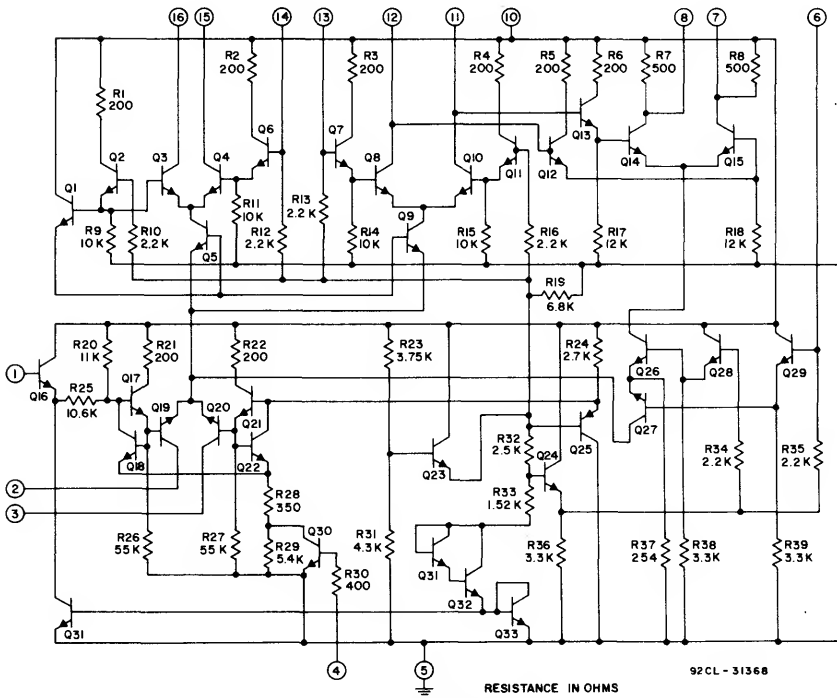 16 15 14 13 12 11 10 8 7 6
R1 200
R2 200
R3 200
R4 200
R5 200
R6 200
R7 500
R8 500
Q1
Q2
Q3
Q4
Q6
Q7
Q8
Q10
Q11
Q12
Q13
Q14
Q15
R9 10K
R10 2.2K
Q5
R11 10K
R12 2.2K
R13 2.2K
R14 10K
Q9
R15 10K
R16 2.2K
R17 12K
R18 12K
R19 6.8K
1
Q16
R20 11K
R21 200
R22 200
R23 3.75K
R24 2.7K
Q26
Q28
Q29
R25 10.6K
Q17
Q19
Q20
Q21
Q18
Q22
Q23
Q25
Q27
2
3
R28 350
R32 2.5K
Q24
R34 2.2K
R35 2.2K
R33 1.52K
R26 55K
R27 55K
R29 5.4K
Q30
R30 400
R31 4.3K
Q31
Q32
R36 3.3K
R37 254
R38 3.3K
R39 3.3K
Q31
Q33
4
5
92CL-31368
RESISTANCE IN OHMS